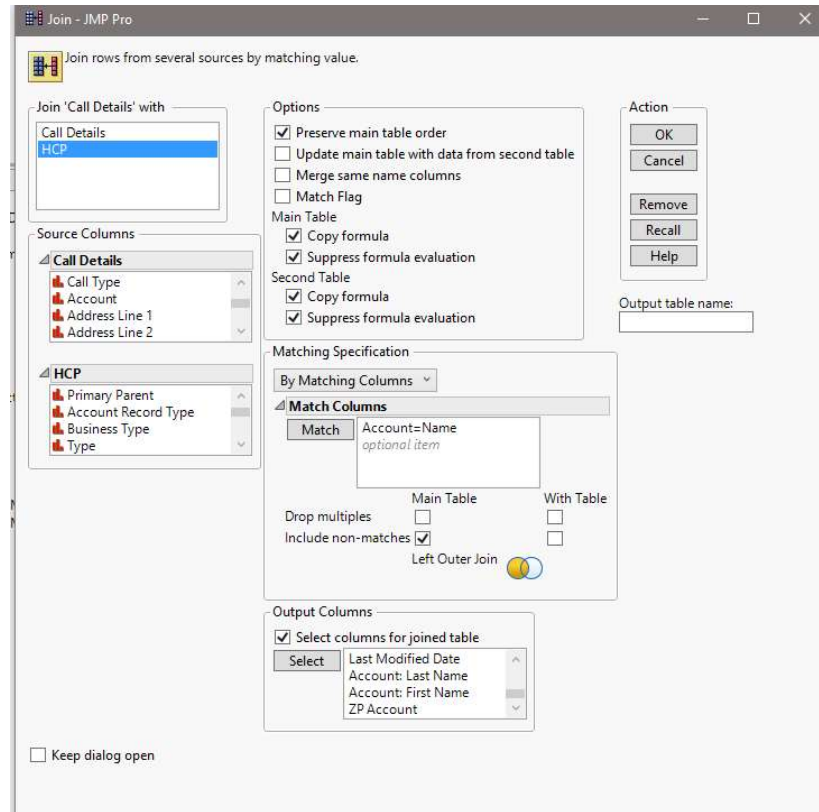 Join - JMP Pro
Join rows from several sources by matching value.
Join 'Call Details' with
Call Details
HCP
Source Columns
Call Details
Call Type
Account
Address Line 1
Address Line 2
HCP
Primary Parent
Account Record Type
Business Type
Type
Options
Preserve main table order
Update main table with data from second table
Merge same name columns
Match Flag
Main Table
Copy formula
Suppress formula evaluation
Second Table
Copy formula
Suppress formula evaluation
Matching Specification
By Matching Columns
Match Columns
Match
Account=Name
optional item
Main Table With Table
Drop multiples
Include non-matches
Left Outer Join
Output Columns
Select columns for joined table
Select
Last Modified Date
Account: Last Name
Account: First Name
ZP Account
Action
OK
Cancel
Remove
Recall
Help
Output table name:
Keep dialog open